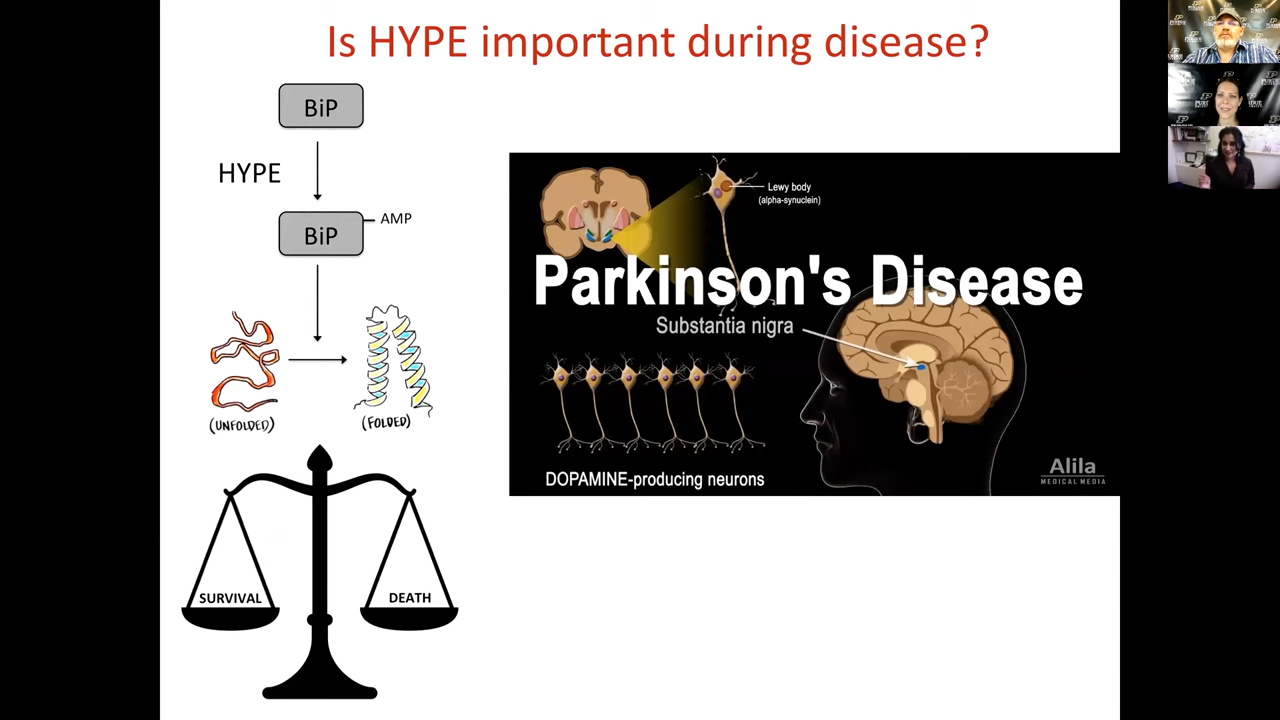 Is HYPE important during disease?
BiP
HYPE
BiP
AMP
(UNFOLDED)
(FOLDED)
SURVIVAL
DEATH
Lewy body
(alpha-synuclein)
Parkinson's Disease
Substantia nigra
DOPAMINE-producing neurons
Alila
MEDICAL MEDIA